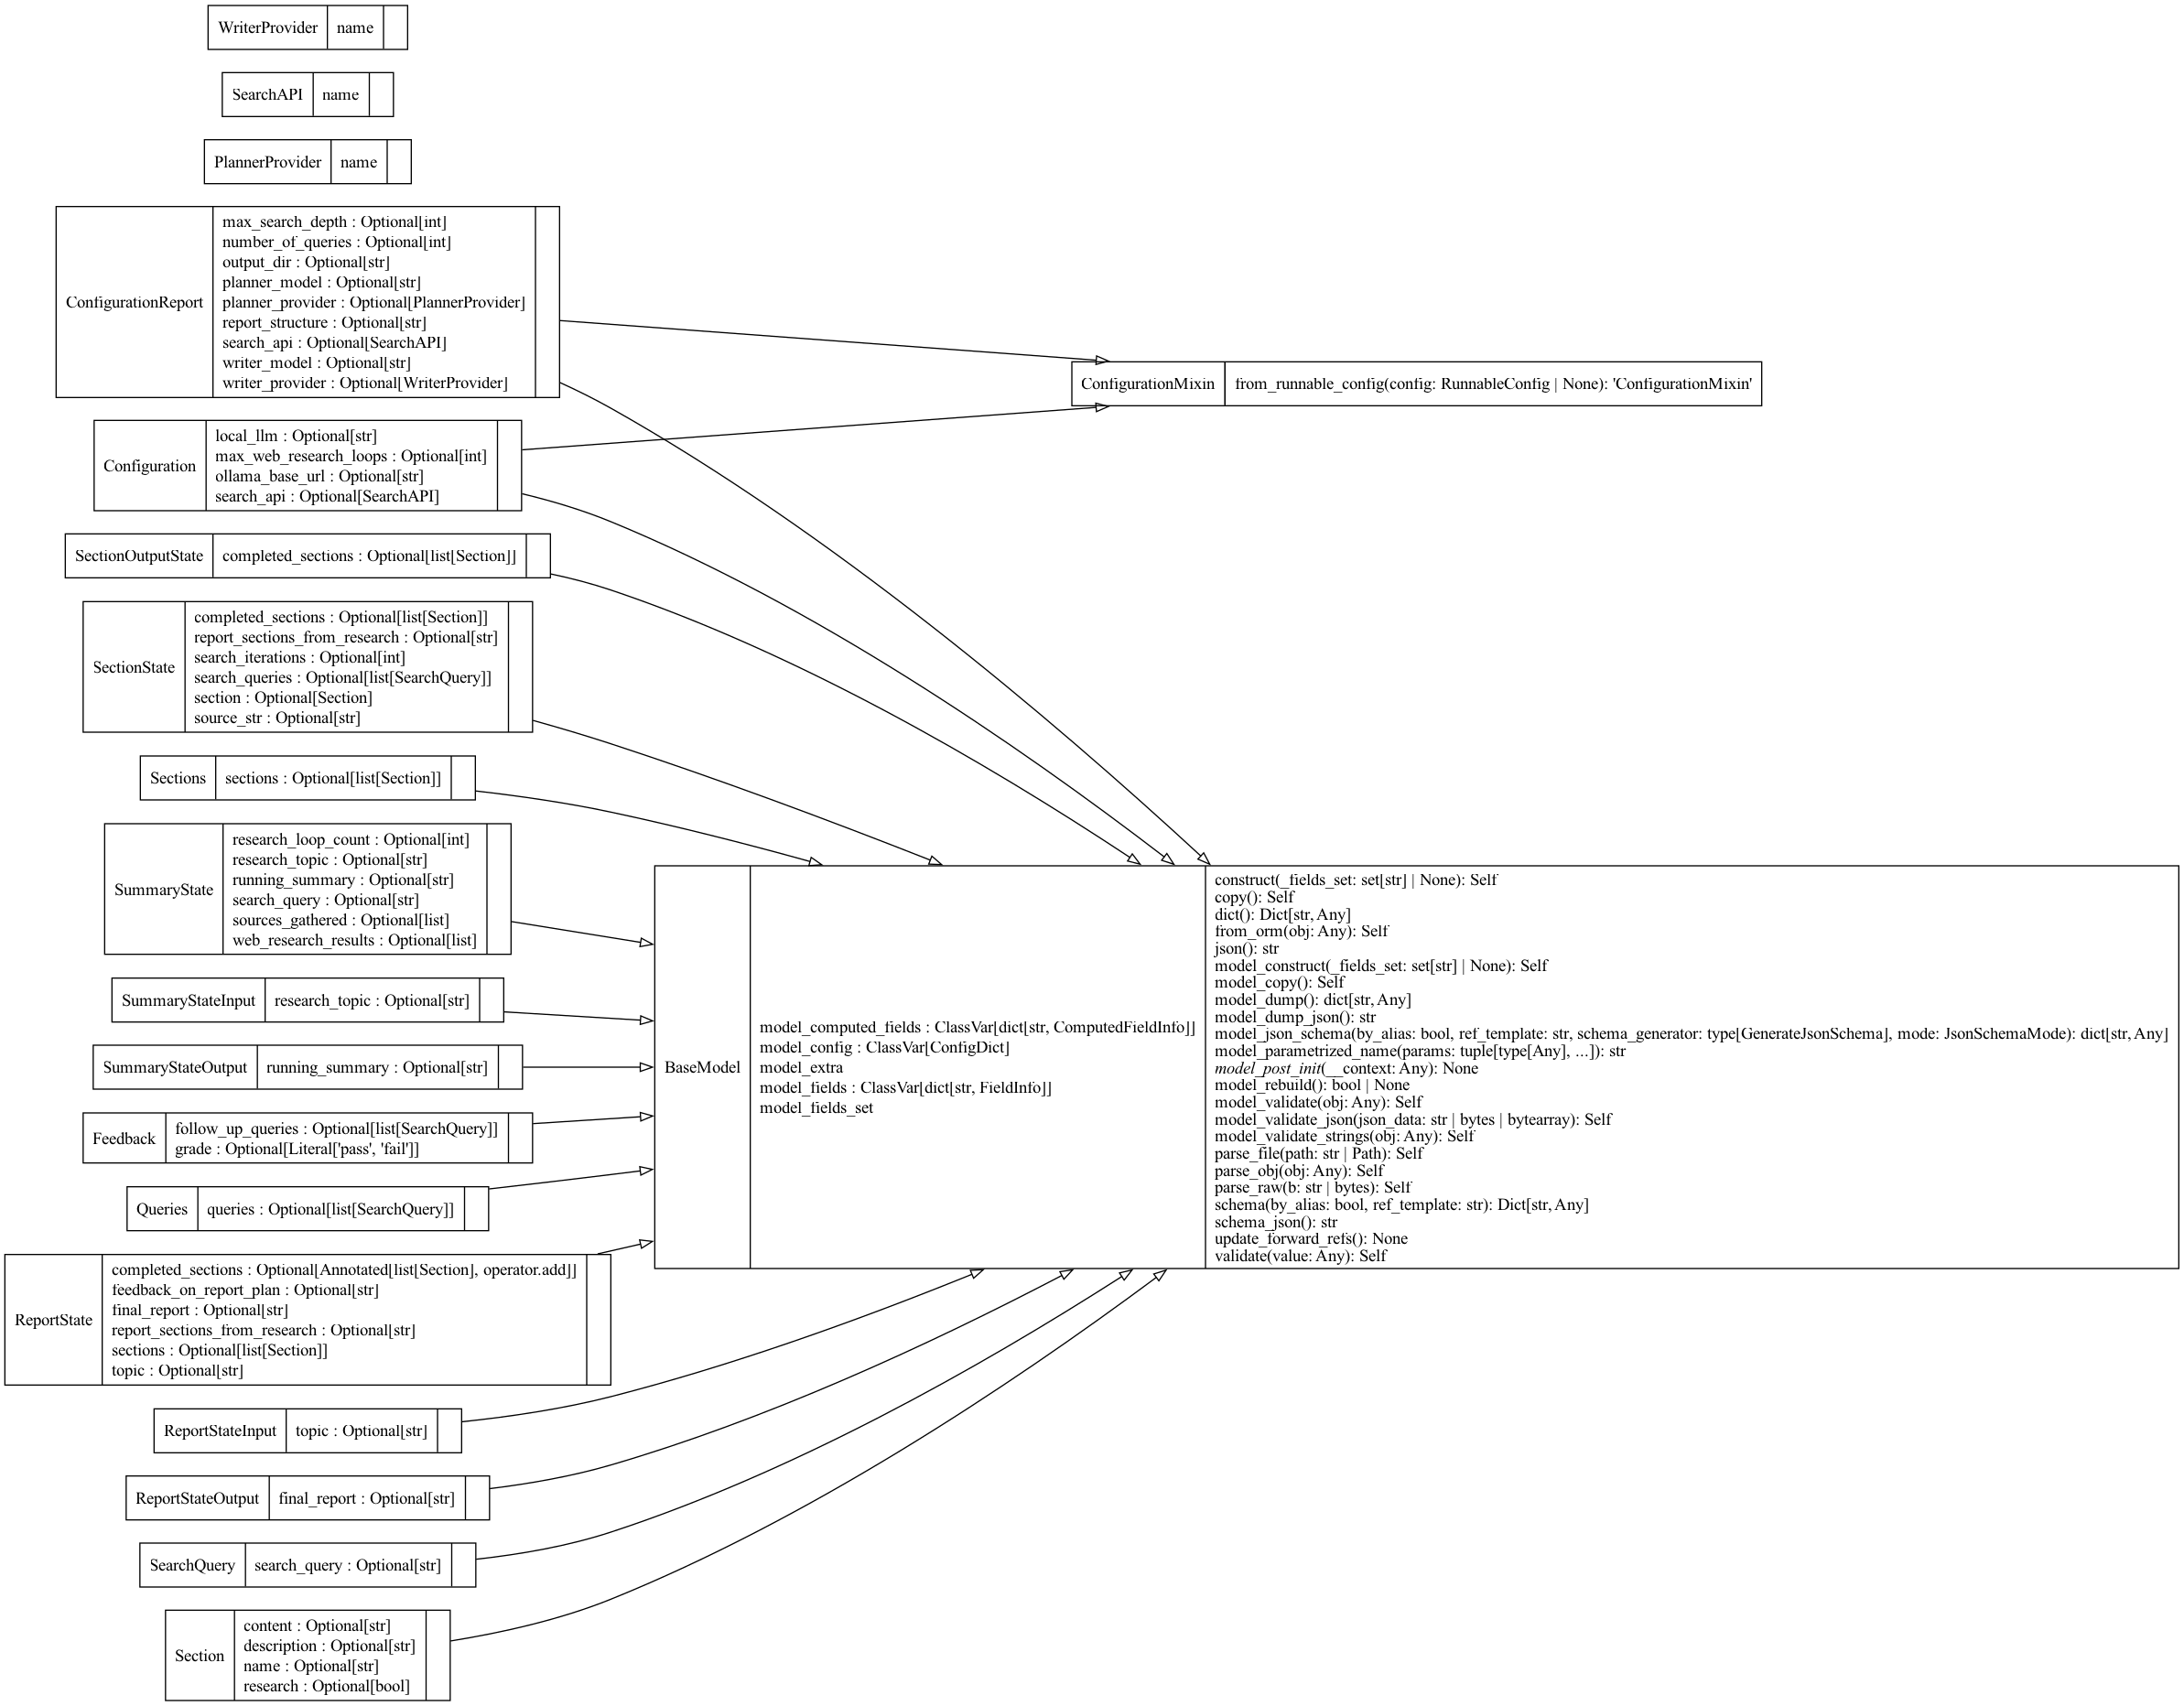 WriterProvider
name
SearchAPI
name
PlannerProvider
name
ConfigurationReport
max_search_depth : Optional[int]
number_of_queries : Optional[int]
output_dir : Optional[str]
planner_model : Optional[str]
planner_provider : Optional[PlannerProvider]
report_structure : Optional[str]
search_api : Optional[SearchAPI]
writer_model : Optional[str]
writer_provider : Optional[WriterProvider]
ConfigurationMixin
from_runnable_config(config: RunnableConfig | None): 'ConfigurationMixin'
Configuration
local_llm : Optional[str]
max_web_research_loops : Optional[int]
ollama_base_url : Optional[str]
search_api : Optional[SearchAPI]
SectionOutputState
completed_sections : Optional[list[Section]]
SectionState
completed_sections : Optional[list[Section]]
report_sections_from_research : Optional[str]
search_iterations : Optional[int]
search_queries : Optional[list[SearchQuery]]
section : Optional[Section]
source_str : Optional[str]
Sections
sections : Optional[list[Section]]
SummaryState
research_loop_count : Optional[int]
research_topic : Optional[str]
running_summary : Optional[str]
search_query : Optional[str]
sources_gathered : Optional[list]
web_research_results : Optional[list]
SummaryStateInput
research_topic : Optional[str]
SummaryStateOutput
running_summary : Optional[str]
Feedback
follow_up_queries : Optional[list[SearchQuery]]
grade : Optional[Literal['pass', 'fail']]
Queries
queries : Optional[list[SearchQuery]]
ReportState
completed_sections : Optional[Annotated[list[Section], operator.add]]
feedback_on_report_plan : Optional[str]
final_report : Optional[str]
report_sections_from_research : Optional[str]
sections : Optional[list[Section]]
topic : Optional[str]
ReportStateInput
topic : Optional[str]
ReportStateOutput
final_report : Optional[str]
SearchQuery
search_query : Optional[str]
Section
content : Optional[str]
description : Optional[str]
name : Optional[str]
research : Optional[bool]
BaseModel
model_computed_fields : ClassVar[dict[str, ComputedFieldInfo]]
model_config : ClassVar[ConfigDict]
model_extra
model_fields : ClassVar[dict[str, FieldInfo]]
model_fields_set
construct(_fields_set: set[str] | None): Self
copy(): Self
dict(): Dict[str, Any]
from_orm(obj: Any): Self
json(): str
model_construct(_fields_set: set[str] | None): Self
model_copy(): Self
model_dump(): dict[str, Any]
model_dump_json(): str
model_json_schema(by_alias: bool, ref_template: str, schema_generator: type[GenerateJsonSchema], mode: JsonSchemaMode): dict[str, Any]
model_parametrized_name(params: tuple[type[Any], ...]): str
model_post_init(__context: Any): None
model_rebuild(): bool | None
model_validate(obj: Any): Self
model_validate_json(json_data: str | bytes | bytearray): Self
model_validate_strings(obj: Any): Self
parse_file(path: str | Path): Self
parse_obj(obj: Any): Self
parse_raw(b: str | bytes): Self
schema(by_alias: bool, ref_template: str): Dict[str, Any]
schema_json(): str
update_forward_refs(): None
validate(value: Any): Self